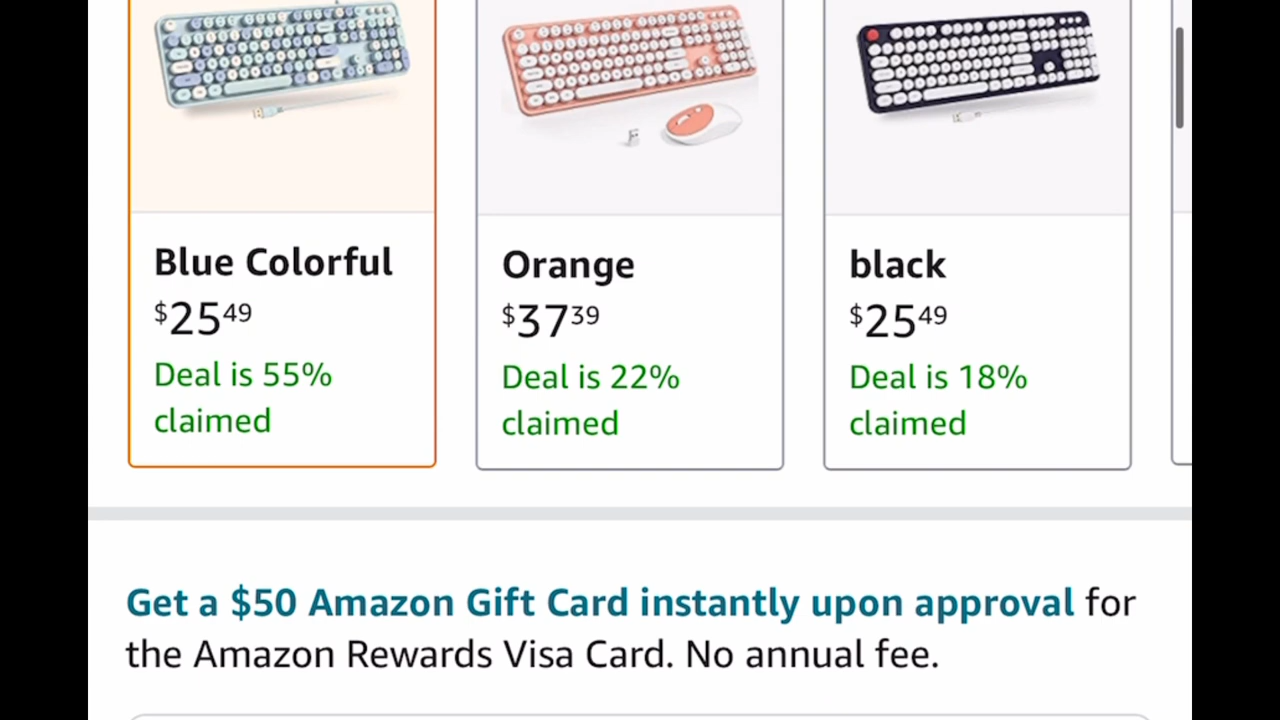 Blue Colorful
$25 49
Deal is 55%
claimed
Orange
$37 39
Deal is 22%
claimed
black
$25 49
Deal is 18%
claimed
Get a $50 Amazon Gift Card instantly upon approval for
the Amazon Rewards Visa Card. No annual fee.